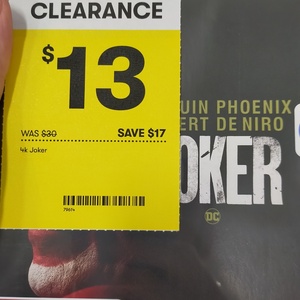 CLEARANCE
$13
WAS $30 SAVE $17
4k Joker
UIN PHOENIX
ERT DE NIRO
OKER
DC